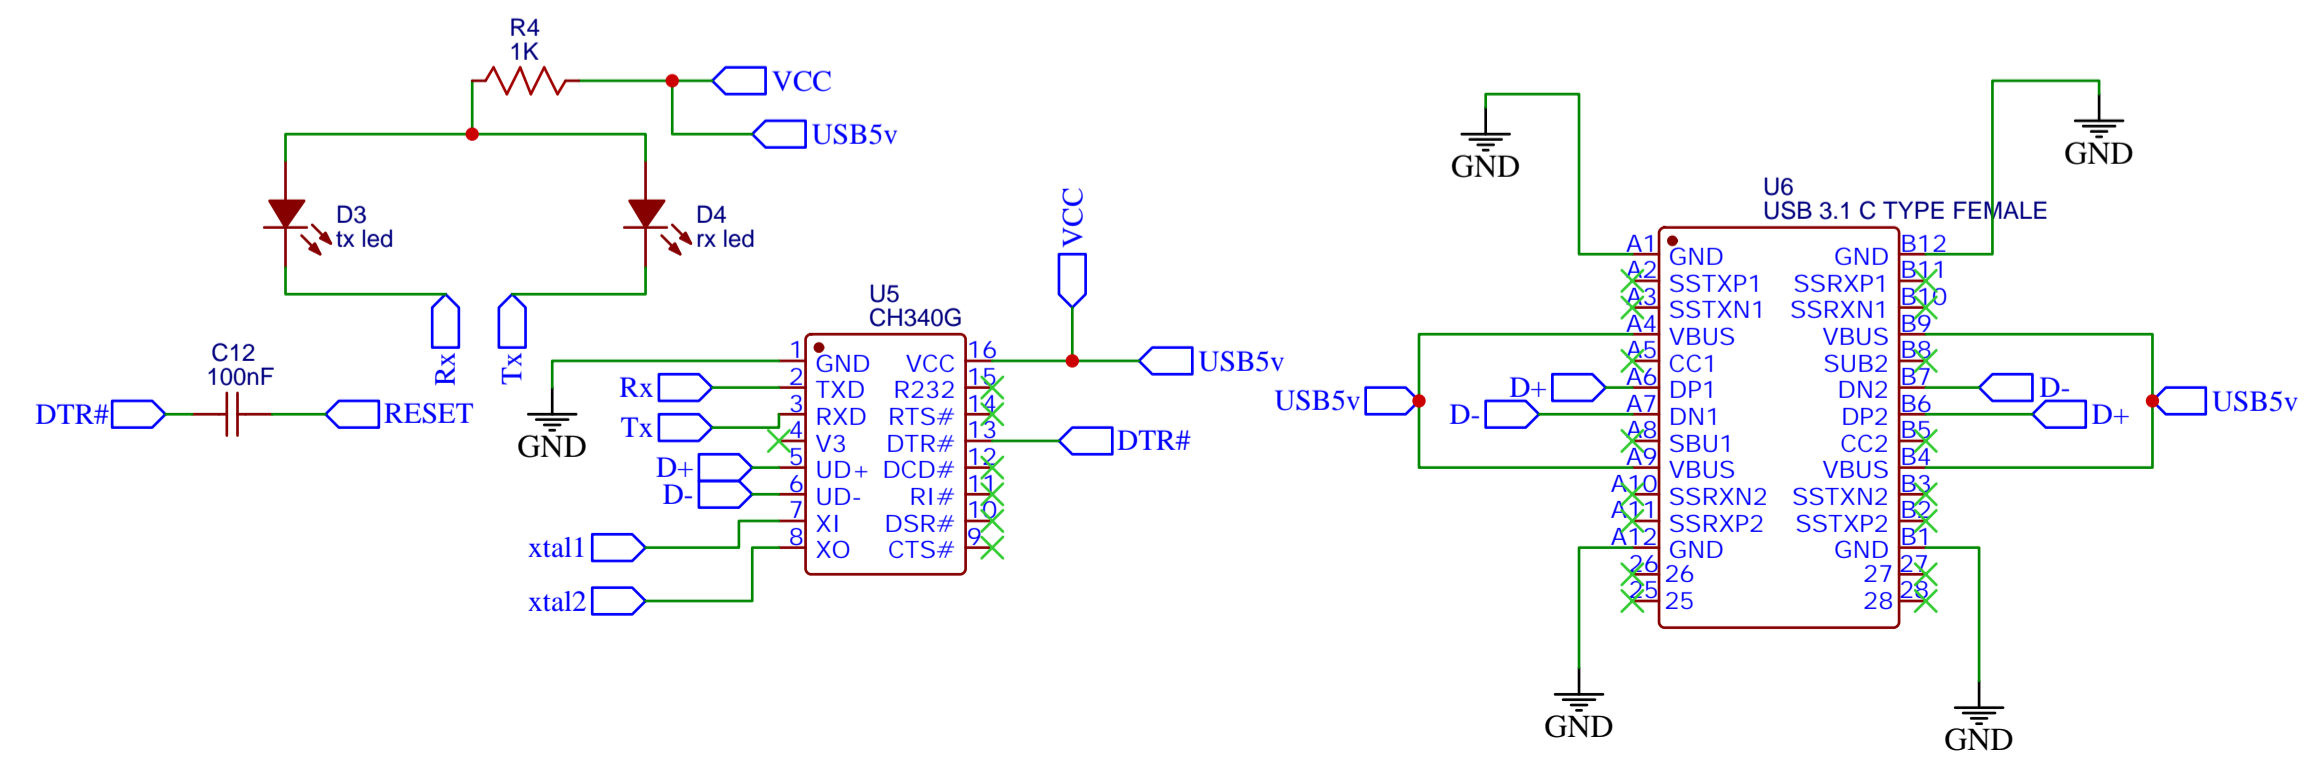 R4
1K
VCC
USB5v
D3
tx led
D4
rx led
Rx
Tx
C12
100nF
DTR#
RESET
VCC
U5
CH340G
1 GND VCC 16
2 TXD R232 15
3 RXD RTS# 14
4 V3 DTR# 13
5 UD+ DCD# 12
6 UD- RI# 11
7 XI DSR# 10
8 XO CTS# 9
Rx
Tx
D+
D-
xtal1
xtal2
GND
USB5v
DTR#
GND
GND
U6
USB 3.1 C TYPE FEMALE
A1 GND GND B12
A2 SSTXP1 SSRXP1 B11
A3 SSTXN1 SSRXN1 B10
A4 VBUS VBUS B9
A5 CC1 SUB2 B8
A6 DP1 DN2 B7
A7 DN1 DP2 B6
A8 SBU1 CC2 B5
A9 VBUS VBUS B4
A10 SSRXN2 SSTXN2 B3
A11 SSRXP2 SSTXP2 B2
A12 GND GND B1
26 26 27 27
25 25 28 28
USB5v
D+
D-
D-
D+
USB5v
GND
GND